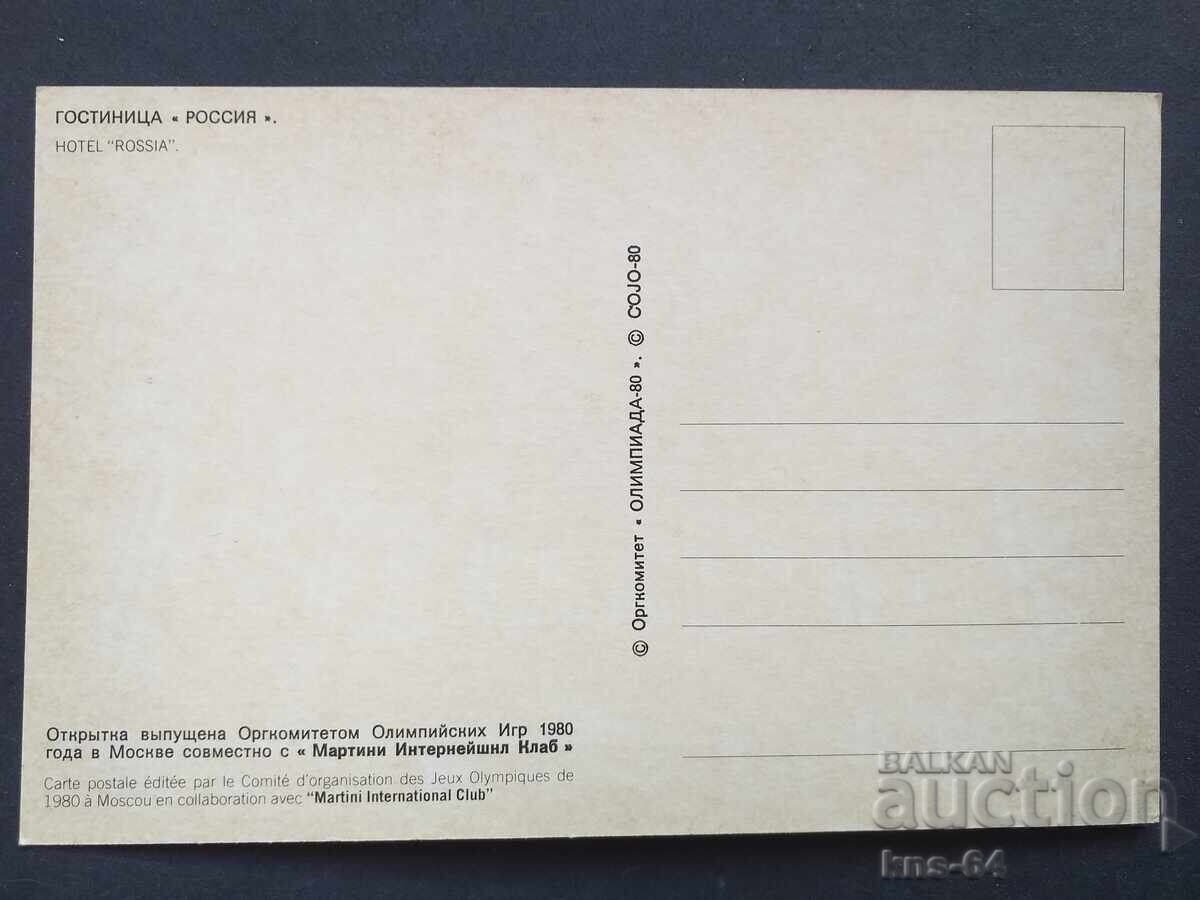 ГОСТИНИЦА « РОССИЯ ».
HOTEL "ROSSIA".
© Оргкомитет « ОЛИМПИАДА-80 ». © COJO-80
Открытка выпущена Оргкомитетом Олимпийских Игр 1980
года в Москве совместно с « Мартини Интернейшнл Клаб »
Carte postale éditée par le Comité d'organisation des Jeux Olympiques de
1980 à Moscou en collaboration avec "Martini International Club"
BALKAN
auction
kns-64